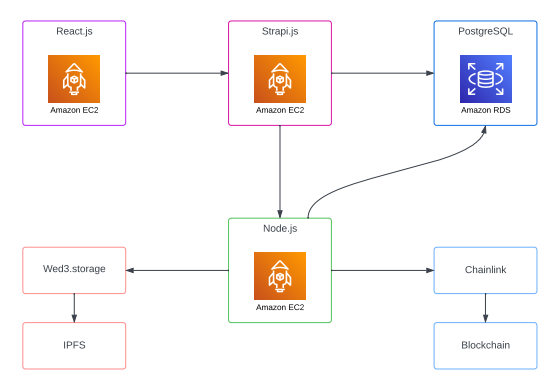 React.js
Amazon EC2
Strapi.js
Amazon EC2
PostgreSQL
Amazon RDS
Node.js
Amazon EC2
Wed3.storage
IPFS
Chainlink
Blockchain